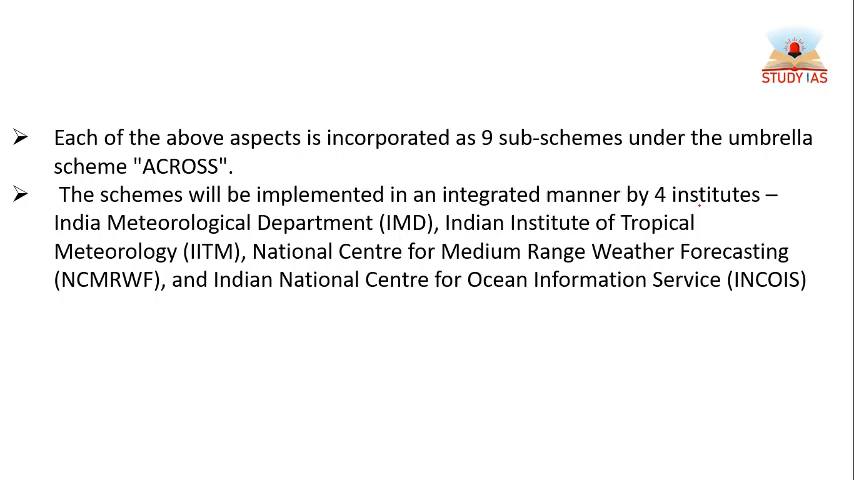 STUDY IAS
Each of the above aspects is incorporated as 9 sub-schemes under the umbrella
scheme "ACROSS".
The schemes will be implemented in an integrated manner by 4 institutes –
India Meteorological Department (IMD), Indian Institute of Tropical
Meteorology (IITM), National Centre for Medium Range Weather Forecasting
(NCMRWF), and Indian National Centre for Ocean Information Service (INCOIS)